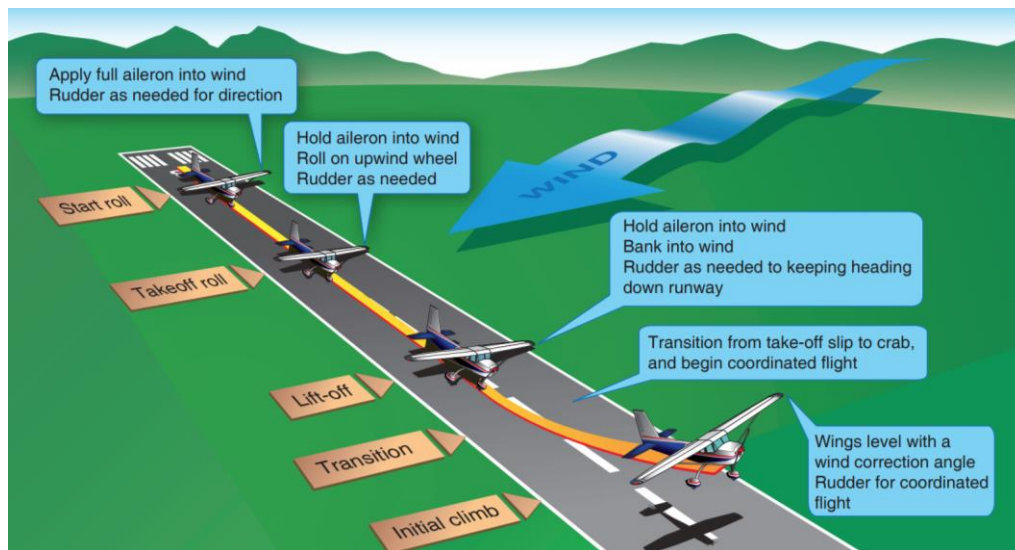 Apply full aileron into wind
Rudder as needed for direction
Hold aileron into wind
Roll on upwind wheel
Rudder as needed
WIND
Start roll
Hold aileron into wind
Bank into wind
Rudder as needed to keeping heading
down runway
Takeoff roll
Transition from take-off slip to crab,
and begin coordinated flight
Lift-off
Transition
Wings level with a
wind correction angle
Rudder for coordinated
flight
Initial climb